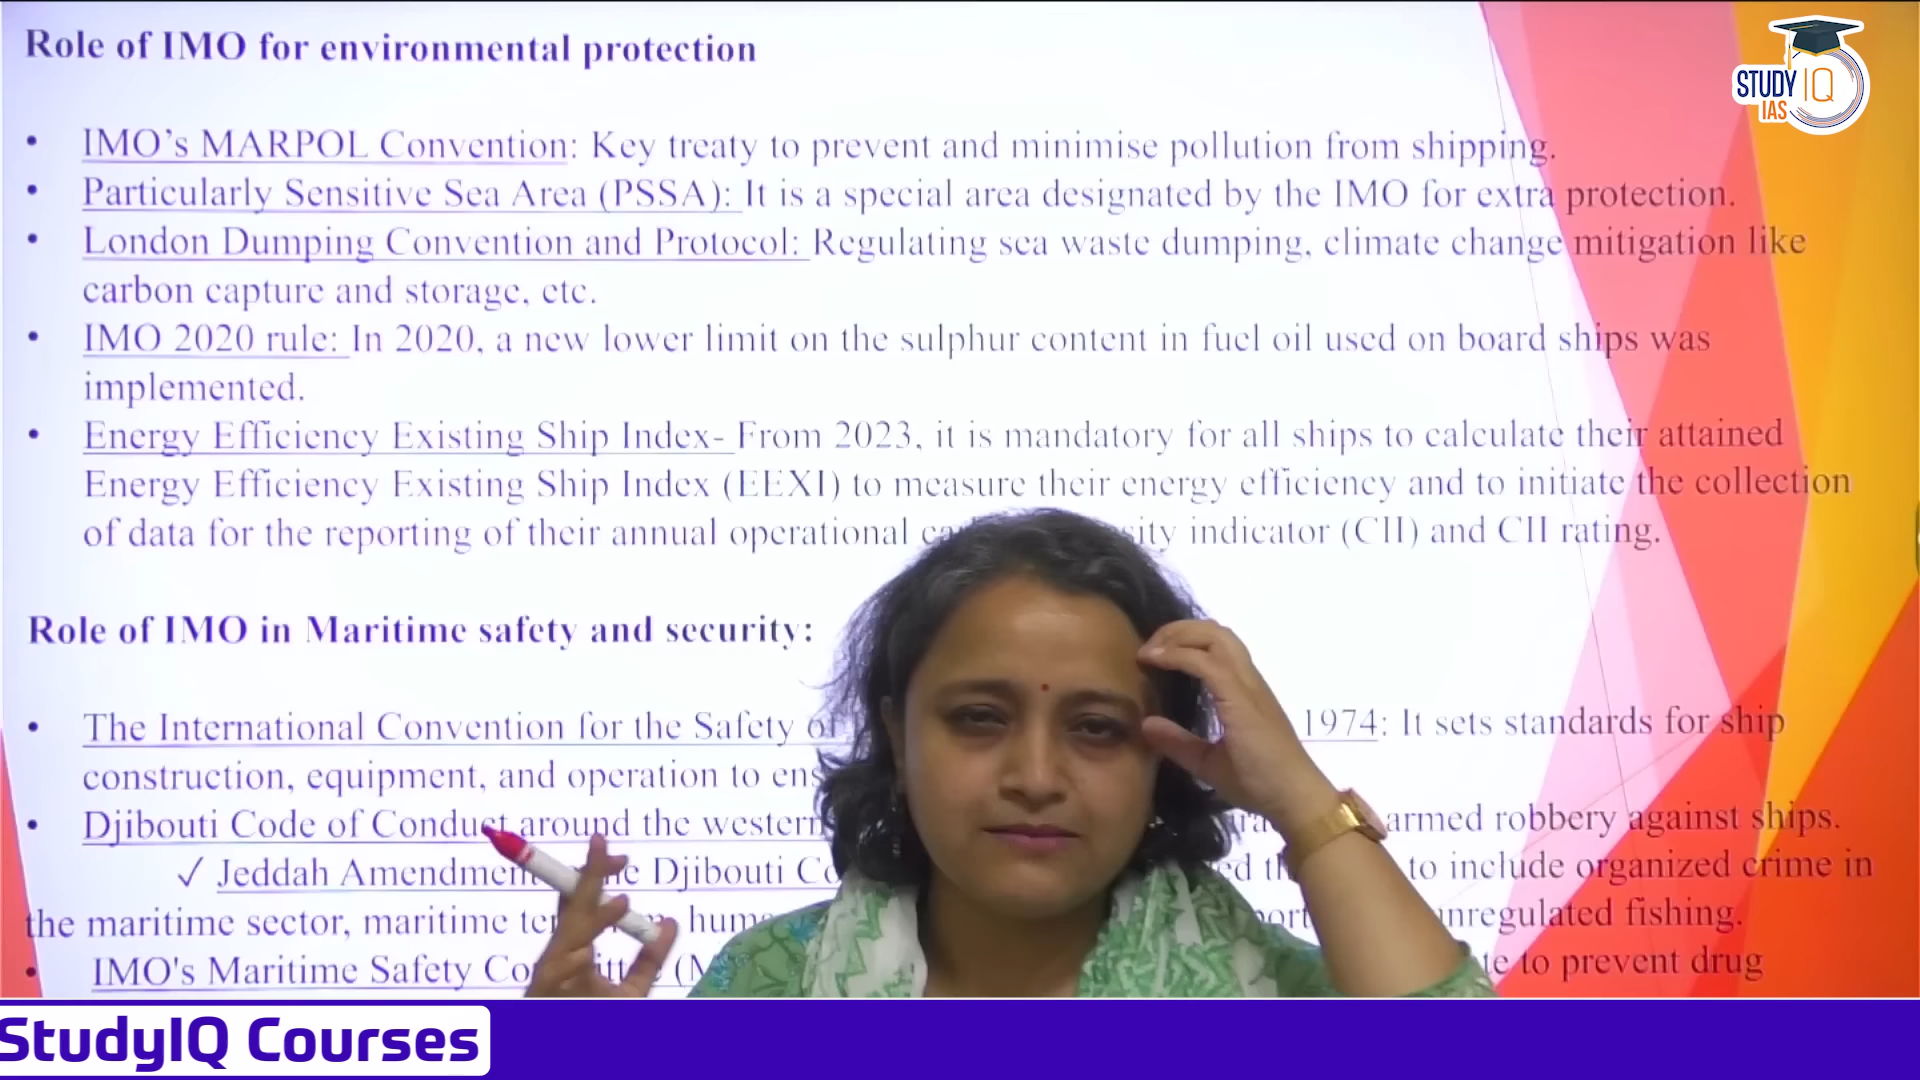 Role of IMO for environmental protection
STUDY IQ
IAS
• IMO's MARPOL Convention: Key treaty to prevent and minimise pollution from shipping.
• Particularly Sensitive Sea Area (PSSA): It is a special area designated by the IMO for extra protection.
• London Dumping Convention and Protocol: Regulating sea waste dumping, climate change mitigation like
carbon capture and storage, etc.
• IMO 2020 rule: In 2020, a new lower limit on the sulphur content in fuel oil used on board ships was
implemented.
• Energy Efficiency Existing Ship Index- From 2023, it is mandatory for all ships to calculate their attained
Energy Efficiency Existing Ship Index (EEXI) to measure their energy efficiency and to initiate the collection
of data for the reporting of their annual operational indicator (CII) and CII rating.
Role of IMO in Maritime safety and security:
• The International Convention for the Safety of 1974: It sets standards for ship
construction, equipment, and operation to
• Djibouti Code of Conduct around the western armed robbery against ships.
✓ Jeddah Djibouti to include organized crime in
the maritime sector, maritime unregulated fishing.
• IMO's Maritime Safety to prevent drug
StudyIQ Courses